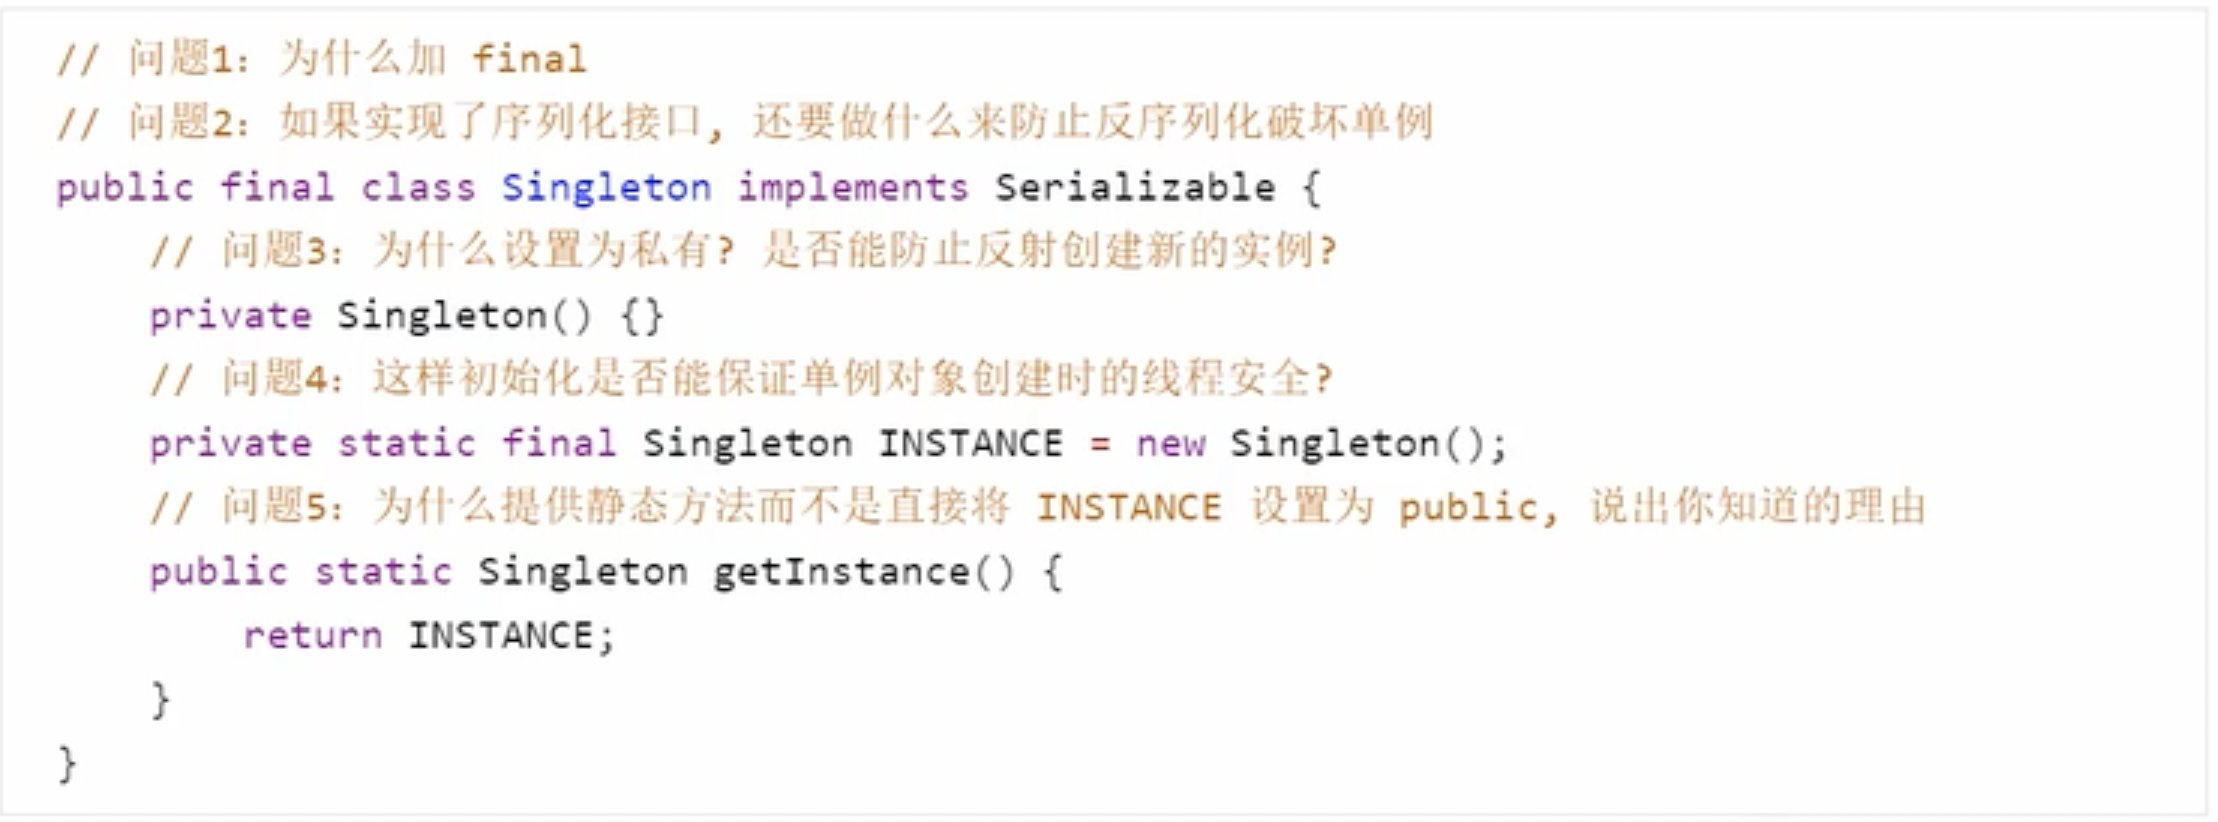 // 问题1：为什么加 final
// 问题2：如果实现了序列化接口, 还要做什么来防止反序列化破坏单例
public final class Singleton implements Serializable {
    // 问题3：为什么设置为私有? 是否能防止反射创建新的实例?
    private Singleton() {}
    // 问题4：这样初始化是否能保证单例对象创建时的线程安全?
    private static final Singleton INSTANCE = new Singleton();
    // 问题5：为什么提供静态方法而不是直接将 INSTANCE 设置为 public, 说出你知道的理由
    public static Singleton getInstance() {
        return INSTANCE;
    }
}